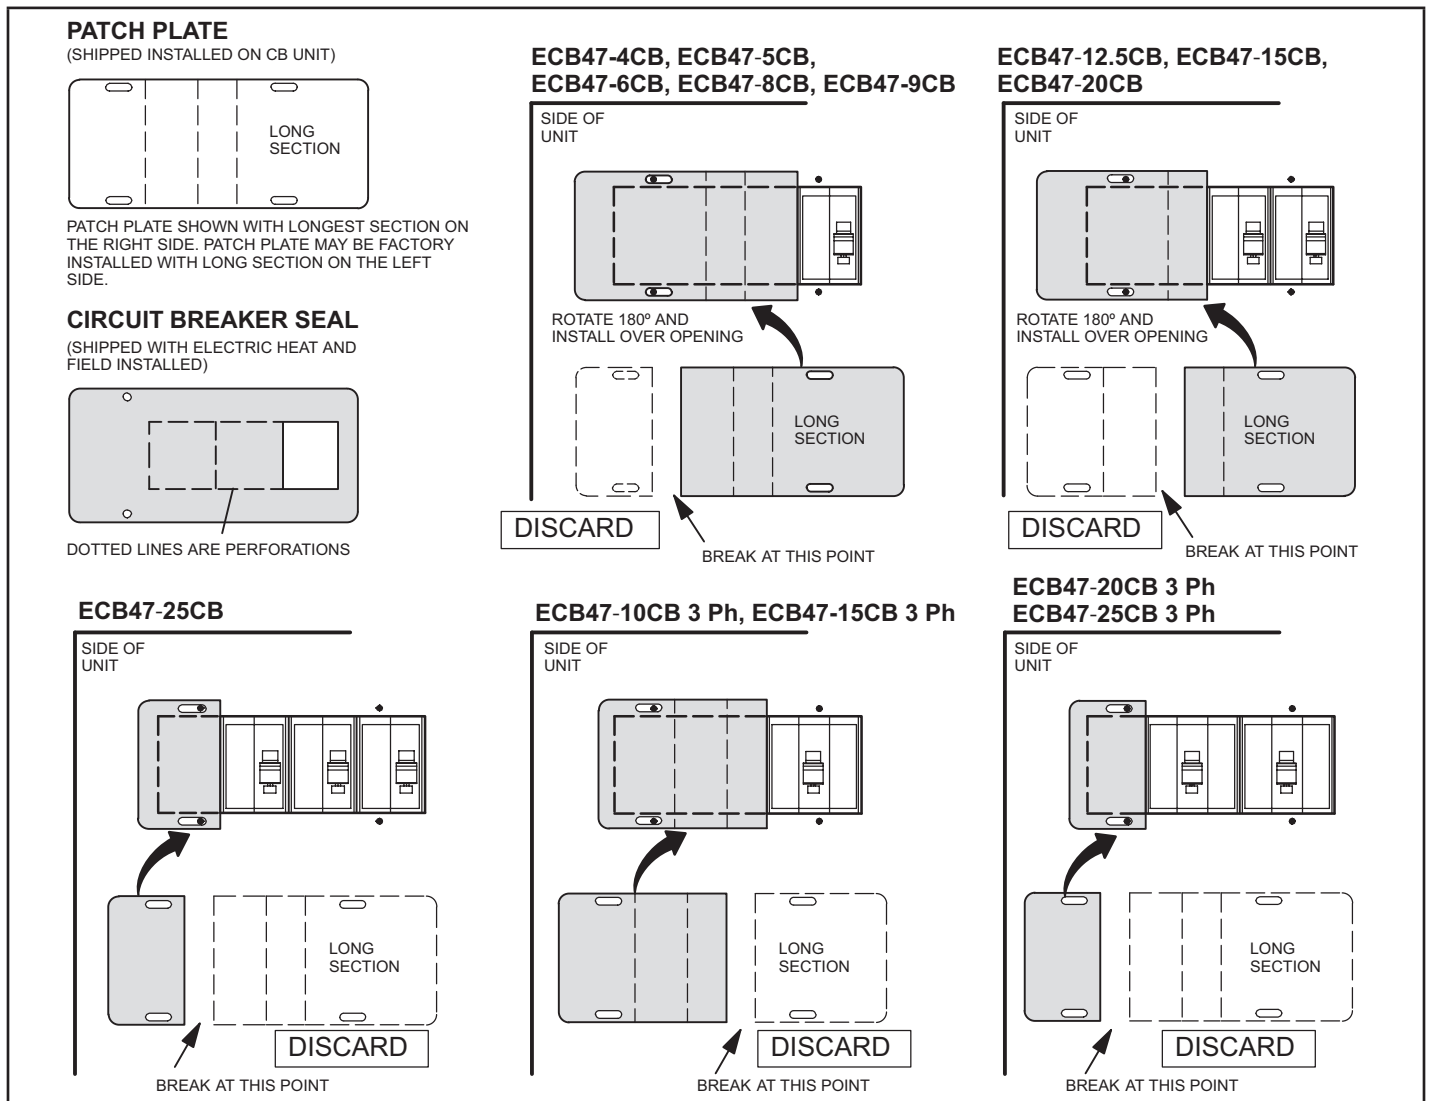 PATCH PLATE
(SHIPPED INSTALLED ON CB UNIT)
LONG
SECTION
PATCH PLATE SHOWN WITH LONGEST SECTION ON
THE RIGHT SIDE. PATCH PLATE MAY BE FACTORY
INSTALLED WITH LONG SECTION ON THE LEFT
SIDE.
CIRCUIT BREAKER SEAL
(SHIPPED WITH ELECTRIC HEAT AND
FIELD INSTALLED)
DOTTED LINES ARE PERFORATIONS
ECB47-4CB, ECB47-5CB,
ECB47-6CB, ECB47-8CB, ECB47-9CB
SIDE OF
UNIT
ROTATE 180º AND
INSTALL OVER OPENING
LONG
SECTION
DISCARD
BREAK AT THIS POINT
ECB47-12.5CB, ECB47-15CB,
ECB47-20CB
SIDE OF
UNIT
ROTATE 180º AND
INSTALL OVER OPENING
LONG
SECTION
DISCARD
BREAK AT THIS POINT
ECB47-25CB
SIDE OF
UNIT
LONG
SECTION
DISCARD
BREAK AT THIS POINT
ECB47-10CB 3 Ph, ECB47-15CB 3 Ph
SIDE OF
UNIT
LONG
SECTION
DISCARD
BREAK AT THIS POINT
ECB47-20CB 3 Ph
ECB47-25CB 3 Ph
SIDE OF
UNIT
LONG
SECTION
DISCARD
BREAK AT THIS POINT